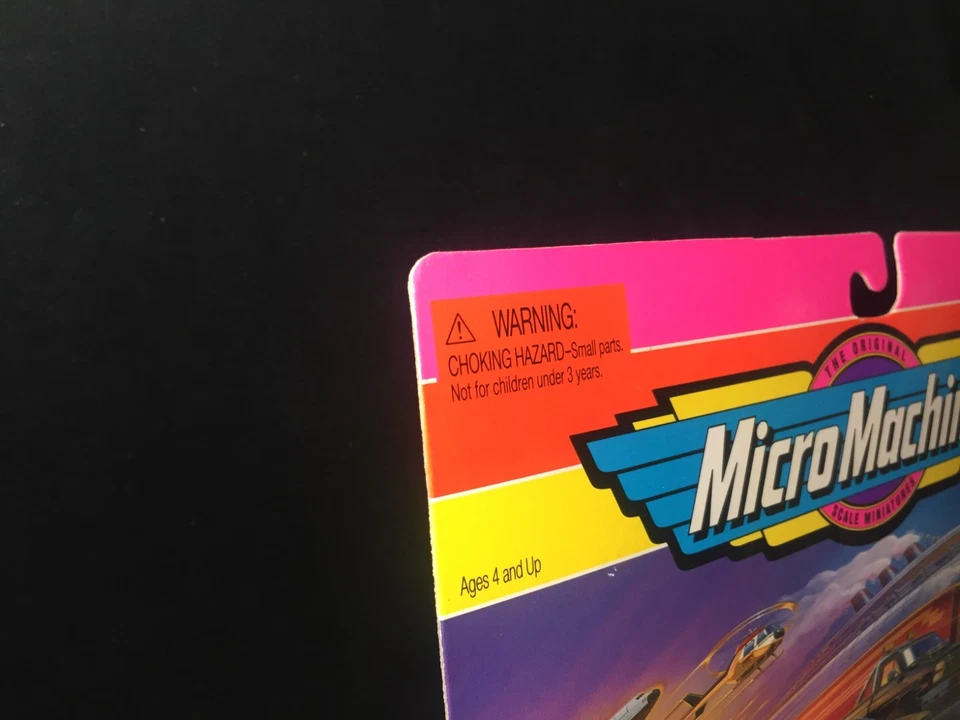 WARNING:
CHOKING HAZARD–Small parts.
Not for children under 3 years.
THE ORIGINAL
MicroMachin
SCALE MINIATURES
Ages 4 and Up